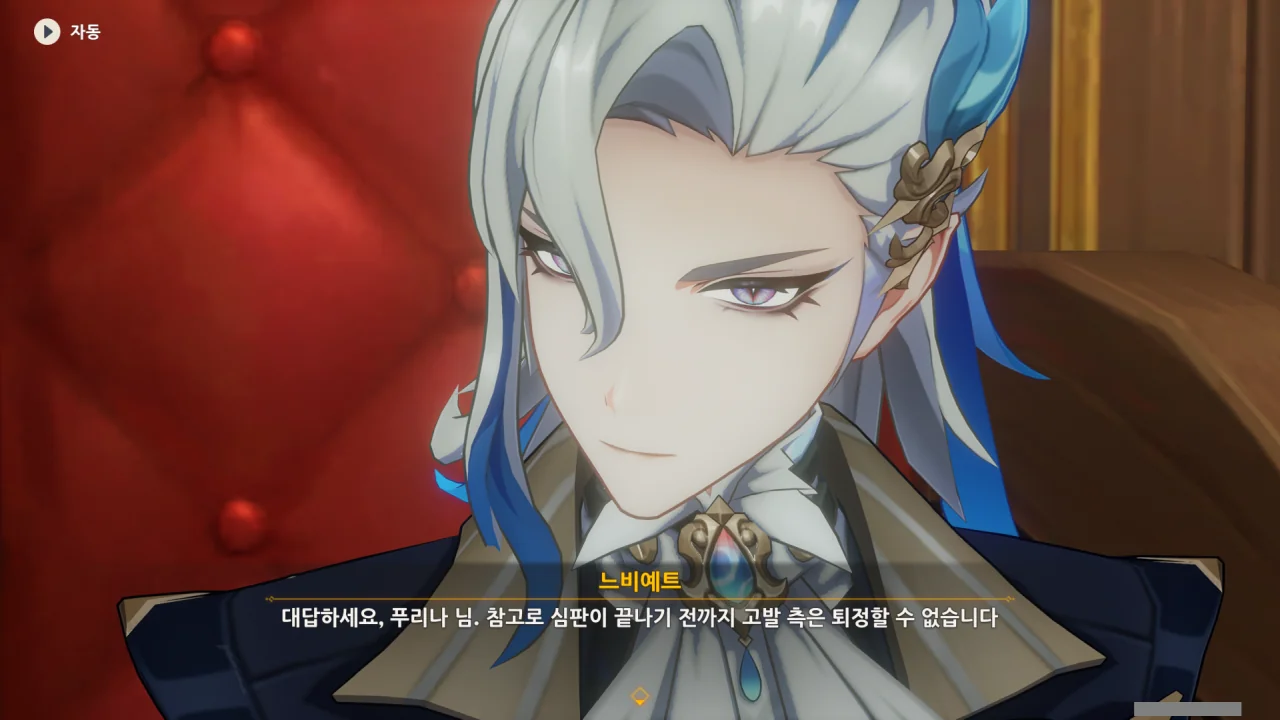 자동
느비예트
대답하세요, 푸리나 님. 참고로 심판이 끝나기 전까지 고발 측은 퇴정할 수 없습니다